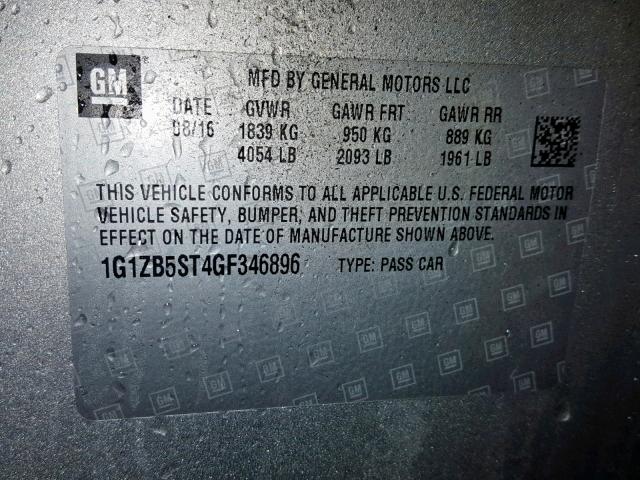 GM
MFD BY GENERAL MOTORS LLC
DATE GVWR GAWR FRT GAWR RR
08/16 1839 KG 950 KG 889 KG
4054 LB 2093 LB 1961 LB
THIS VEHICLE CONFORMS TO ALL APPLICABLE U.S. FEDERAL MOTOR
VEHICLE SAFETY, BUMPER, AND THEFT PREVENTION STANDARDS IN
EFFECT ON THE DATE OF MANUFACTURE SHOWN ABOVE.
1G1ZB5ST4GF346896 TYPE: PASS CAR